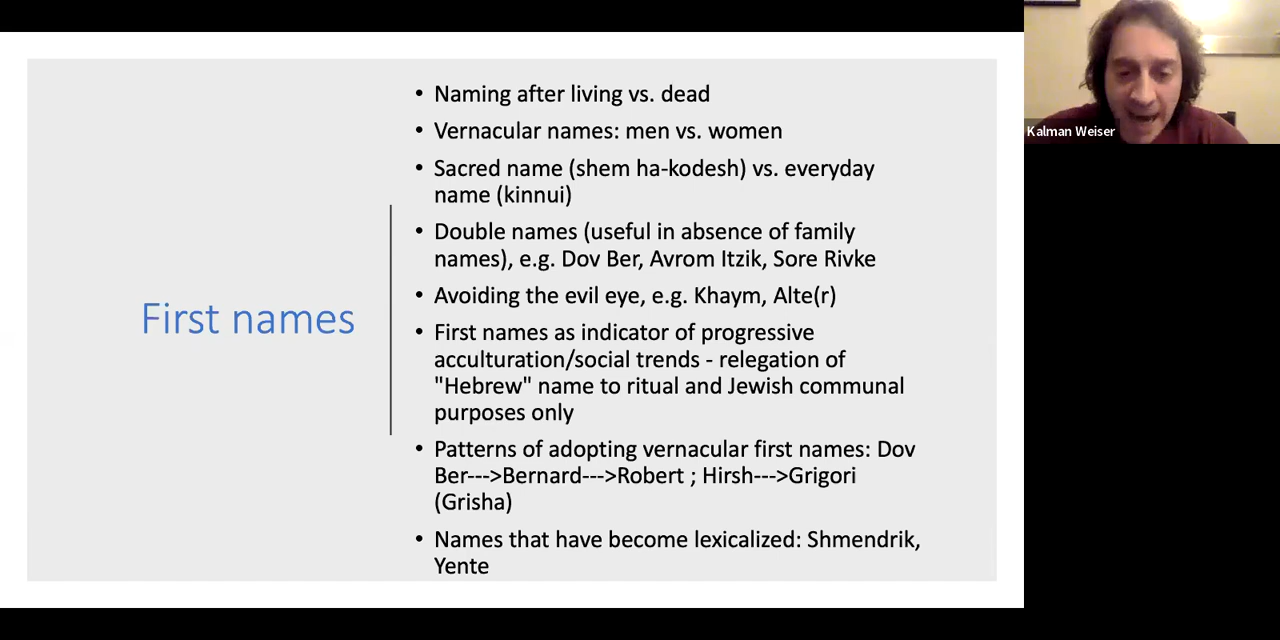 First names
• Naming after living vs. dead
• Vernacular names: men vs. women
• Sacred name (shem ha-kodesh) vs. everyday
name (kinnui)
• Double names (useful in absence of family
names), e.g. Dov Ber, Avrom Itzik, Sore Rivke
• Avoiding the evil eye, e.g. Khaym, Alte(r)
• First names as indicator of progressive
acculturation/social trends - relegation of
"Hebrew" name to ritual and Jewish communal
purposes only
• Patterns of adopting vernacular first names: Dov
Ber--->Bernard--->Robert ; Hirsh--->Grigori
(Grisha)
• Names that have become lexicalized: Shmendrik,
Yente
Kalman Weiser